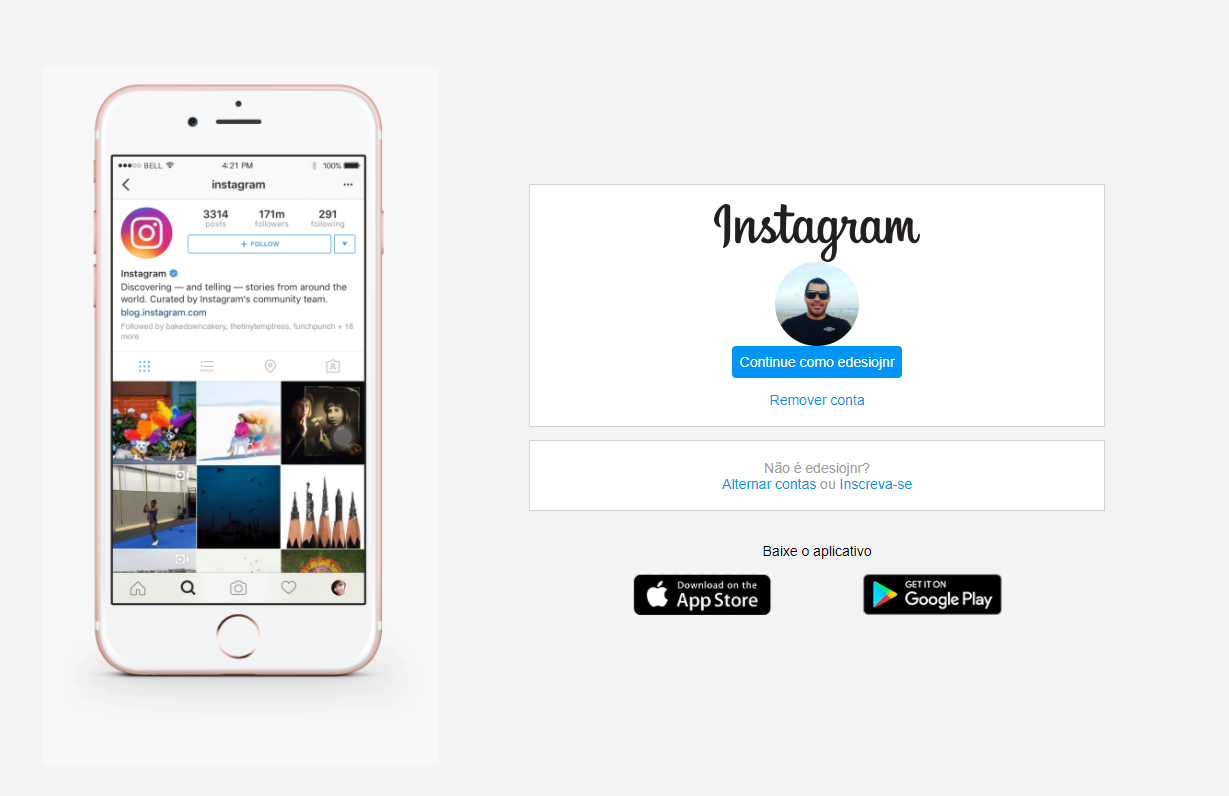 BELL 4:21 PM 100%
instagram
3314 171m 291
posts followers following
+ FOLLOW
Instagram
Discovering — and telling — stories from around the
world. Curated by Instagram's community team.
blog.instagram.com
Followed by bakedowncakery, thetinytemptress, funchpunch + 18
more
Instagram
Continue como edesiojnr
Remover conta
Não é edesiojnr?
Alternar contas ou Inscreva-se
Baixe o aplicativo
Download on the
App Store
GET IT ON
Google Play